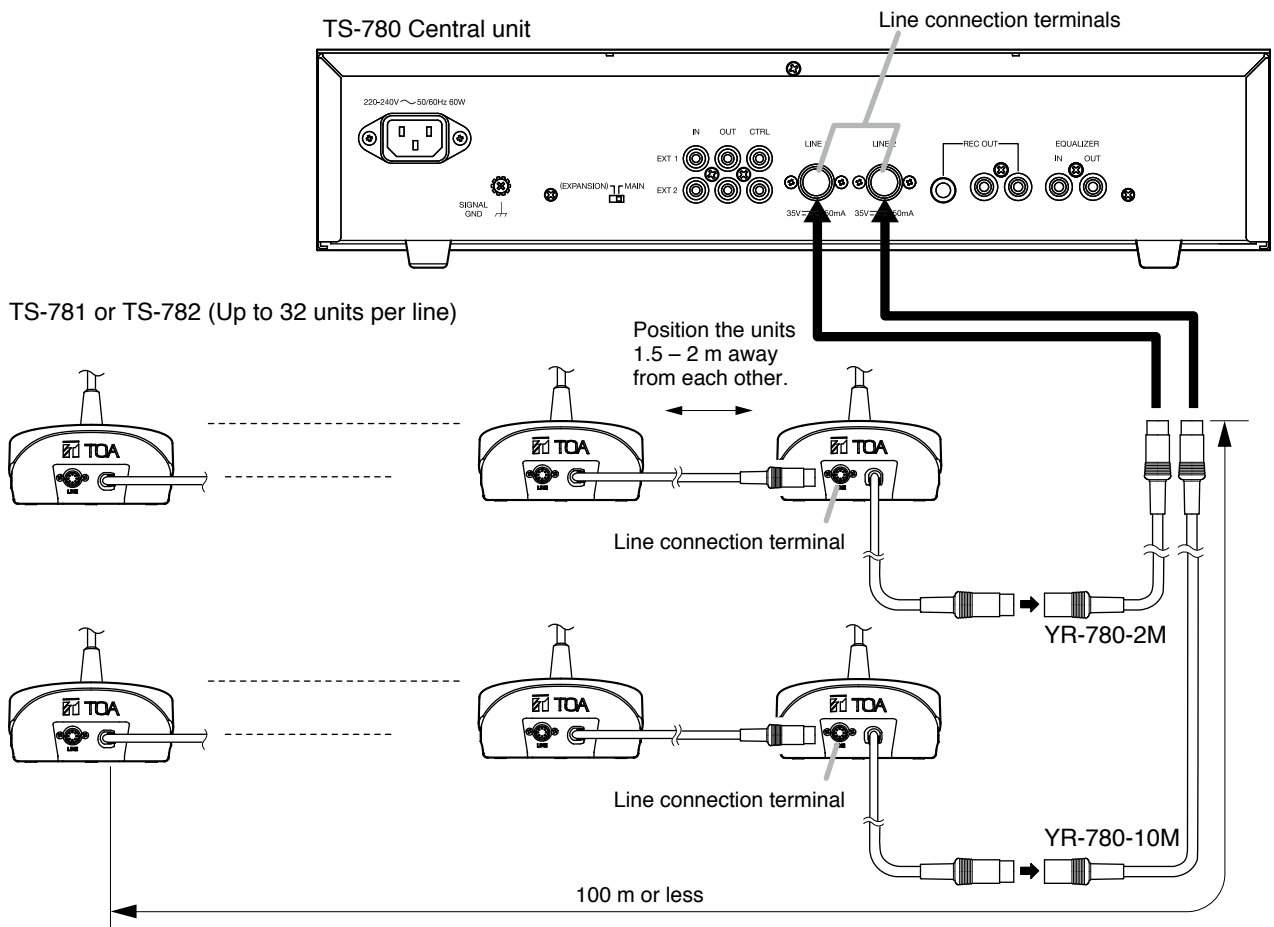 Line connection terminals
TS-780 Central unit
220-240V ～ 50/60Hz 60W
IN OUT CTRL
LINE LINE 2
REC OUT
EQUALIZER
IN OUT
EXT 1
EXT 2
(EXPANSION) MAIN
SIGNAL
GND
35V 50mA 35V 50mA
TS-781 or TS-782 (Up to 32 units per line)
Position the units
1.5 – 2 m away
from each other.
TOA TOA TOA
LINE LINE
Line connection terminal
YR-780-2M
TOA TOA TOA
LINE LINE
Line connection terminal
YR-780-10M
100 m or less